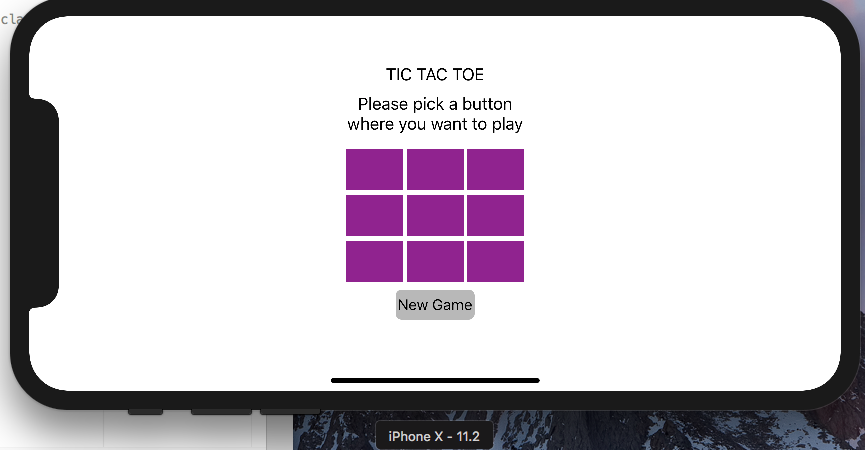 cla
TIC TAC TOE
Please pick a button
where you want to play
New Game
iPhone X - 11.2